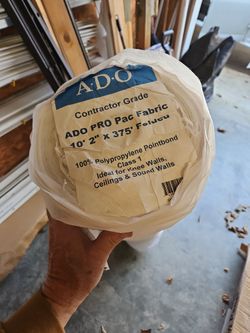 ADO
Contractor Grade
ADO PRO Pac Fabric
10' 2" X 375' Folded
100% Polypropylene Pointbond
Class 1
Ideal for Knee Walls,
Ceilings & Sound Walls